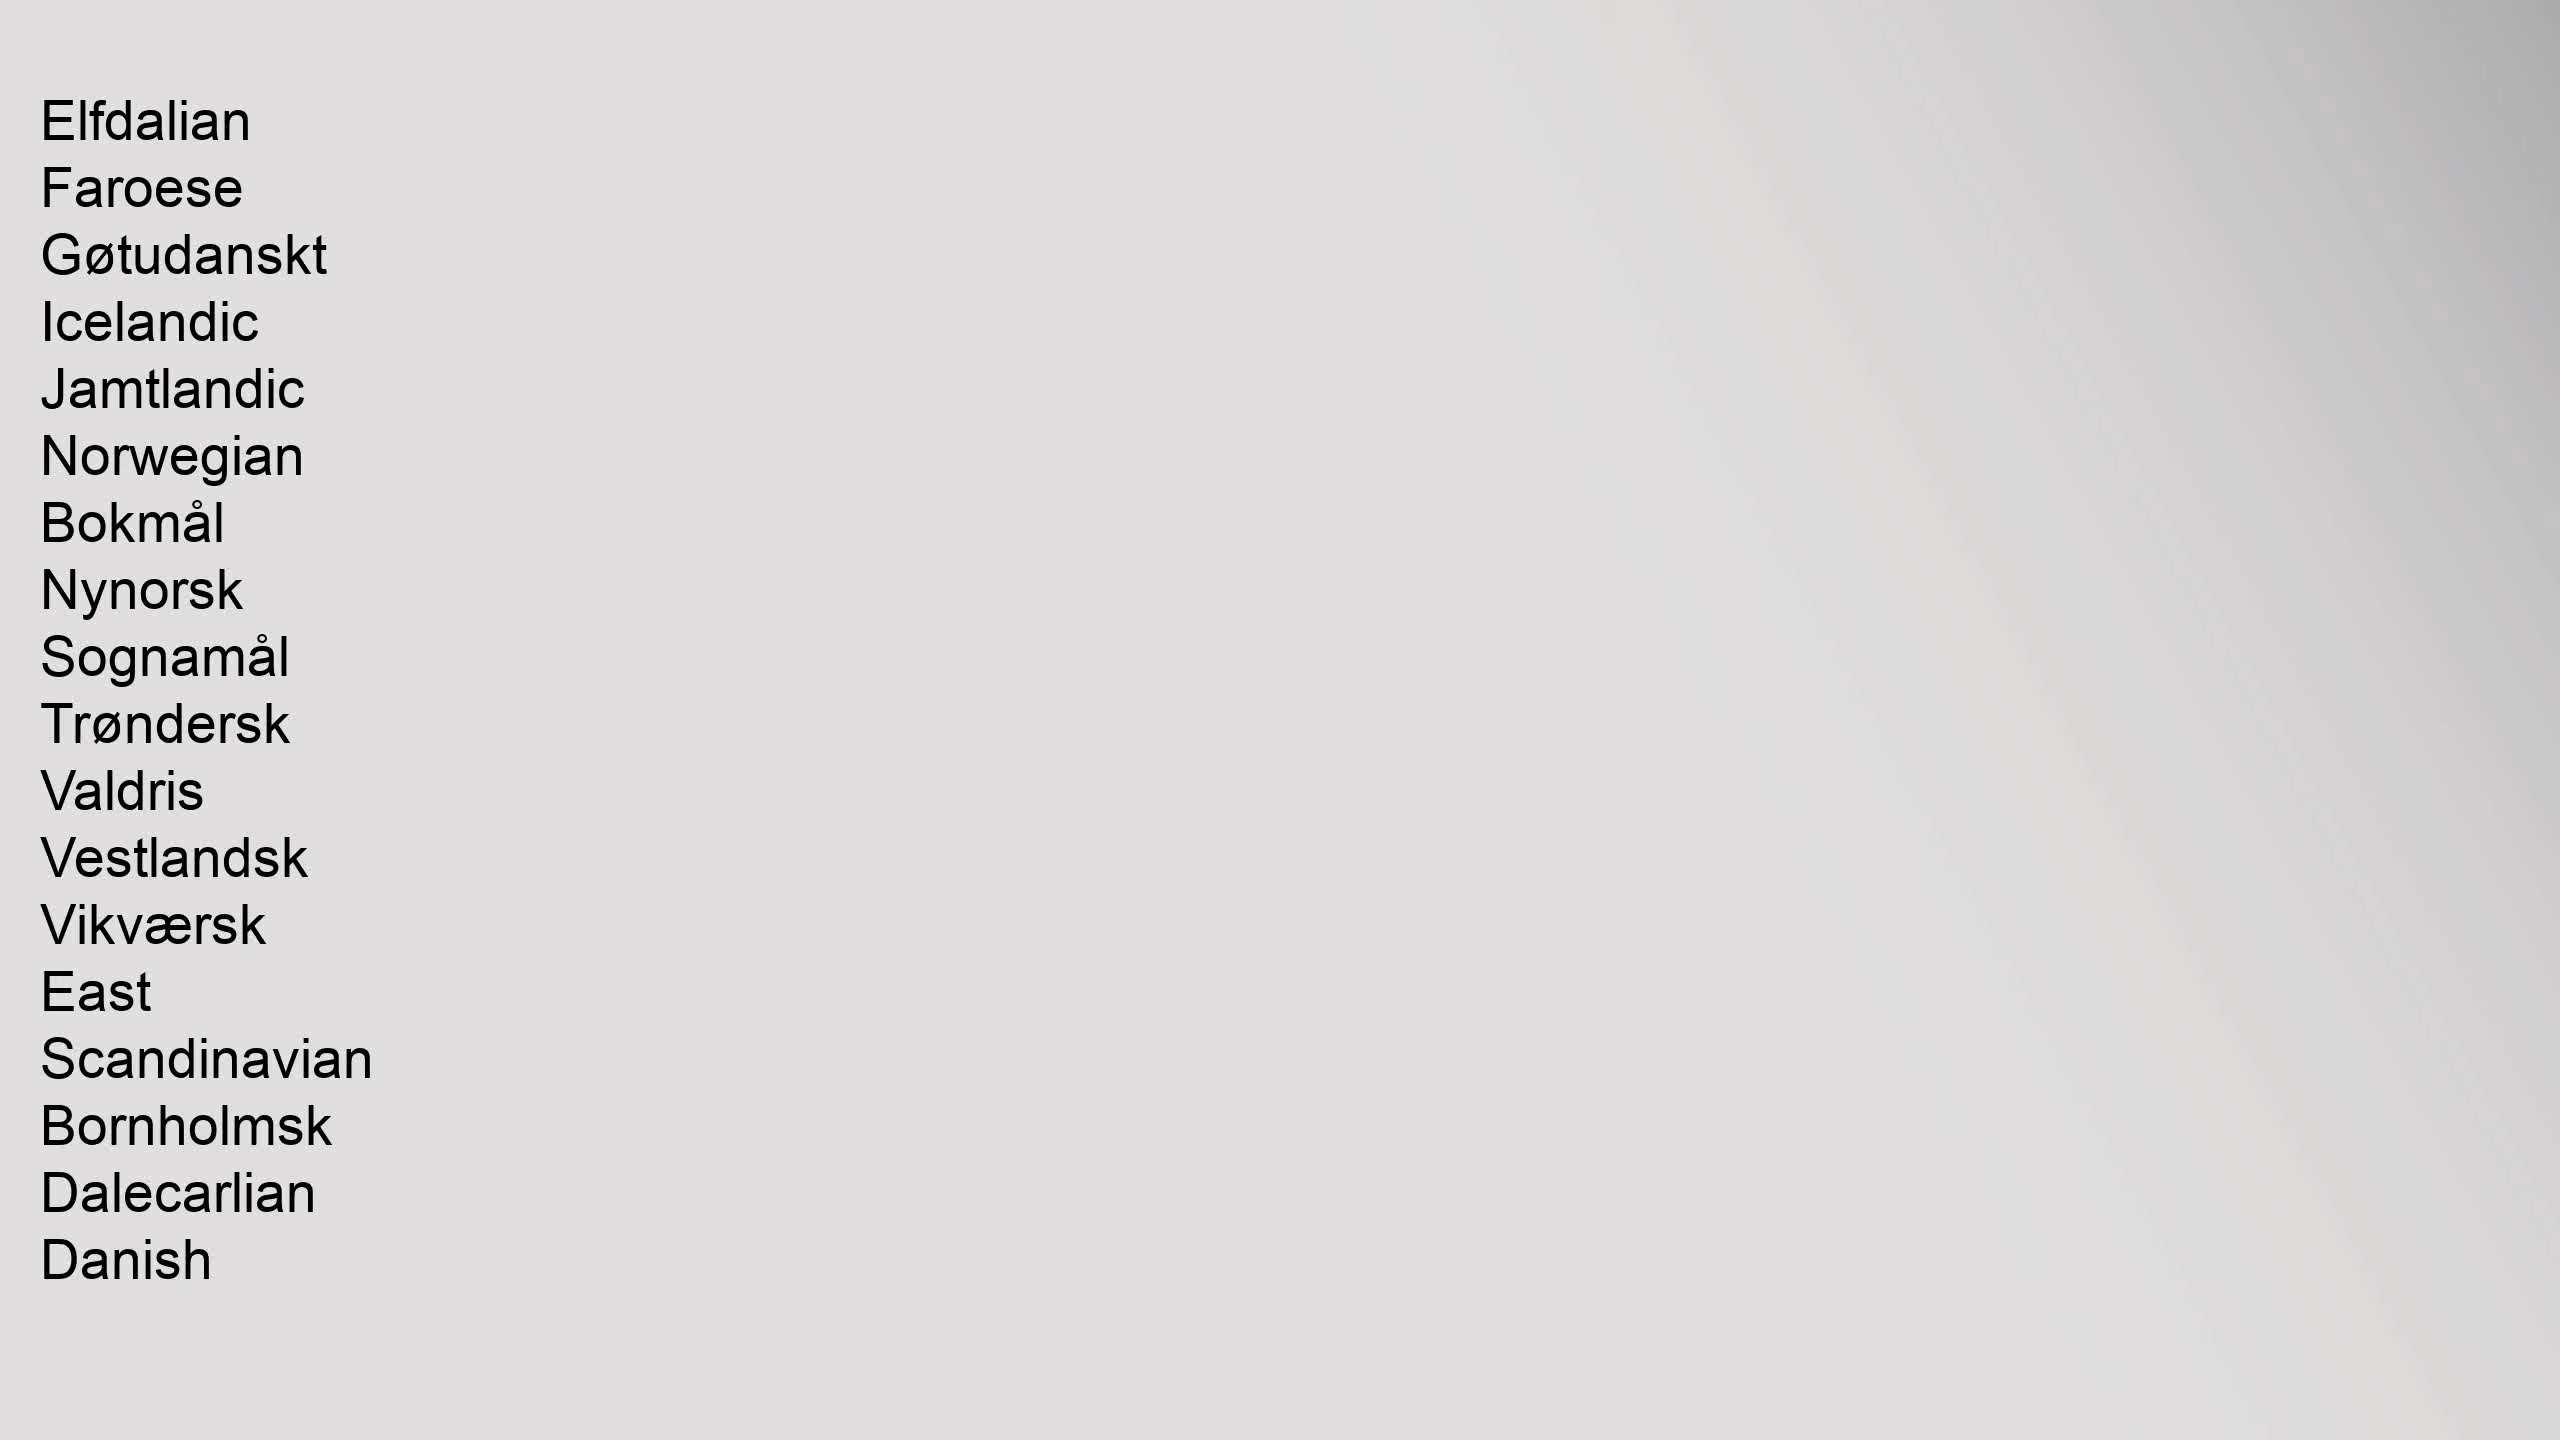 Elfdalian
Faroese
Gøtudanskt
Icelandic
Jamtlandic
Norwegian
Bokmål
Nynorsk
Sognamål
Trøndersk
Valdris
Vestlandsk
Vikværsk
East
Scandinavian
Bornholmsk
Dalecarlian
Danish